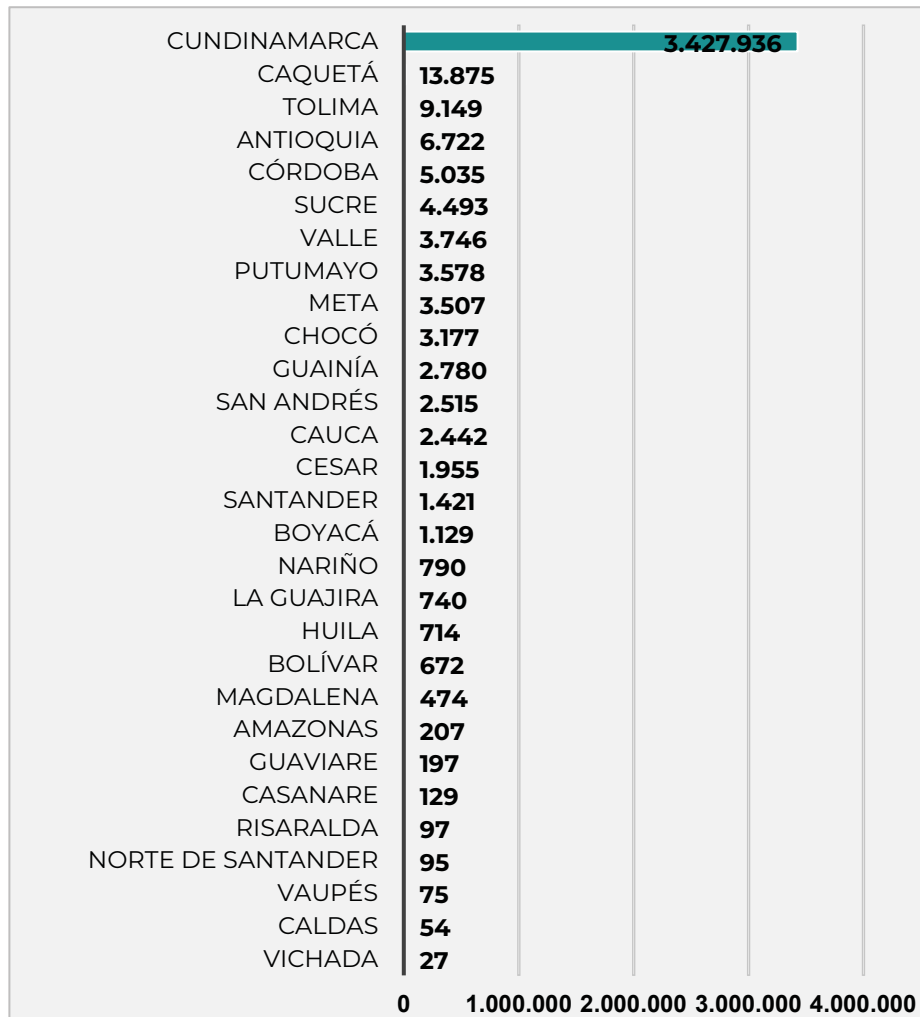 CUNDINAMARCA 3.427.936
CAQUETÁ 13.875
TOLIMA 9.149
ANTIOQUIA 6.722
CÓRDOBA 5.035
SUCRE 4.493
VALLE 3.746
PUTUMAYO 3.578
META 3.507
CHOCÓ 3.177
GUAINÍA 2.780
SAN ANDRÉS 2.515
CAUCA 2.442
CESAR 1.955
SANTANDER 1.421
BOYACÁ 1.129
NARIÑO 790
LA GUAJIRA 740
HUILA 714
BOLÍVAR 672
MAGDALENA 474
AMAZONAS 207
GUAVIARE 197
CASANARE 129
RISARALDA 97
NORTE DE SANTANDER 95
VAUPÉS 75
CALDAS 54
VICHADA 27
0 1.000.000 2.000.000 3.000.000 4.000.000